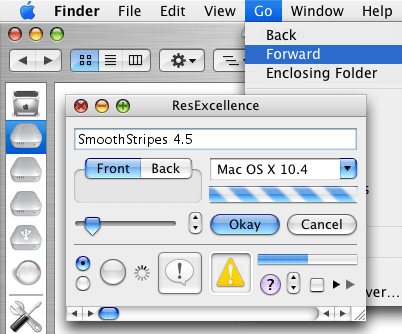 Finder File Edit View Go Window Help
Back
Forward
Enclosing Folder
ResExcellence
SmoothStripes 4.5
Front Back
Mac OS X 10.4
Okay Cancel
ver...